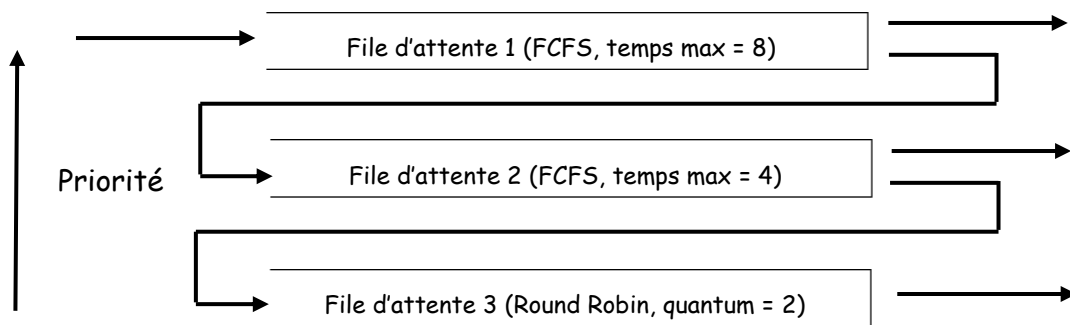 File d'attente 1 (FCFS, temps max = 8)
Priorité
File d'attente 2 (FCFS, temps max = 4)
File d'attente 3 (Round Robin, quantum = 2)